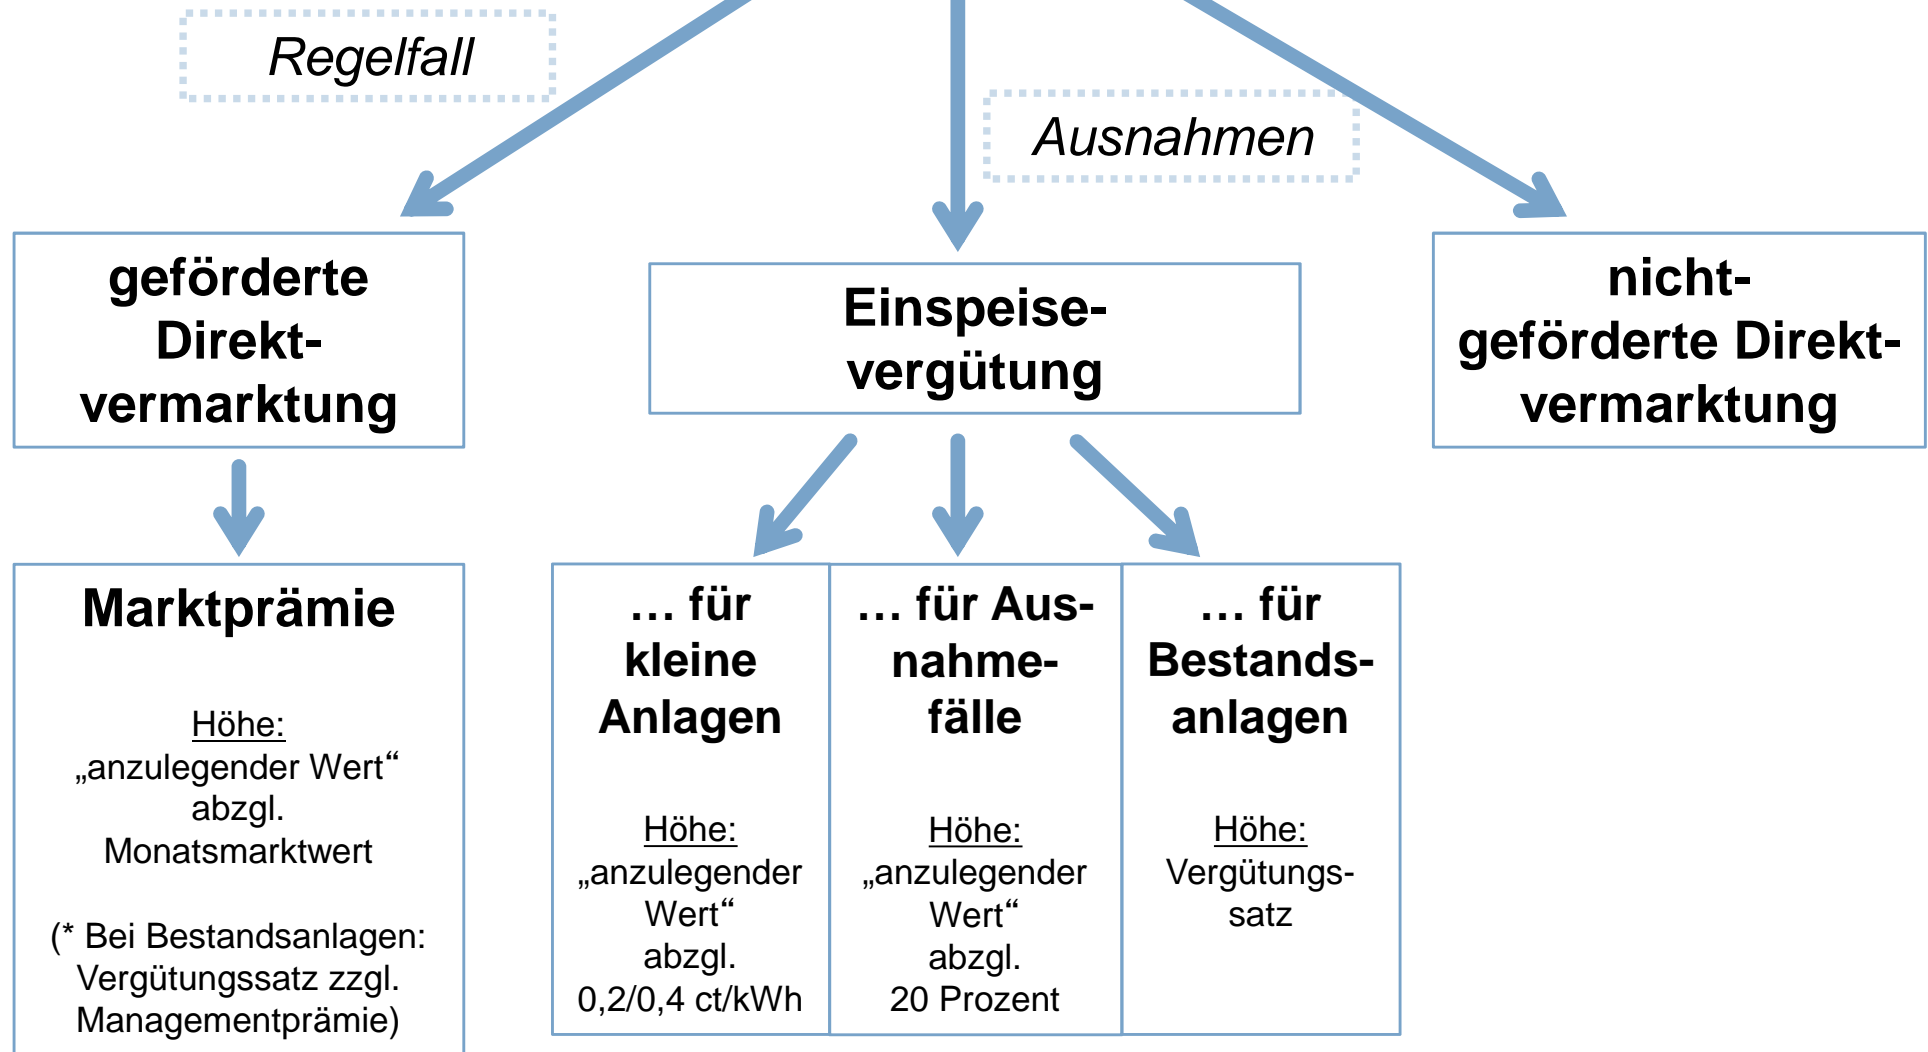 Regelfall
Ausnahmen
geförderte
Direkt-
vermarktung
Einspeise-
vergütung
nicht-
geförderte Direkt-
vermarktung
Marktprämie
Höhe:
„anzulegender Wert“
abzgl.
Monatsmarktwert
(* Bei Bestandsanlagen:
Vergütungssatz zzgl.
Managementprämie)
… für
kleine
Anlagen
Höhe:
„anzulegender
Wert“
abzgl.
0,2/0,4 ct/kWh
… für Aus-
nahme-
fälle
Höhe:
„anzulegender
Wert“
abzgl.
20 Prozent
… für
Bestands-
anlagen
Höhe:
Vergütungs-
satz